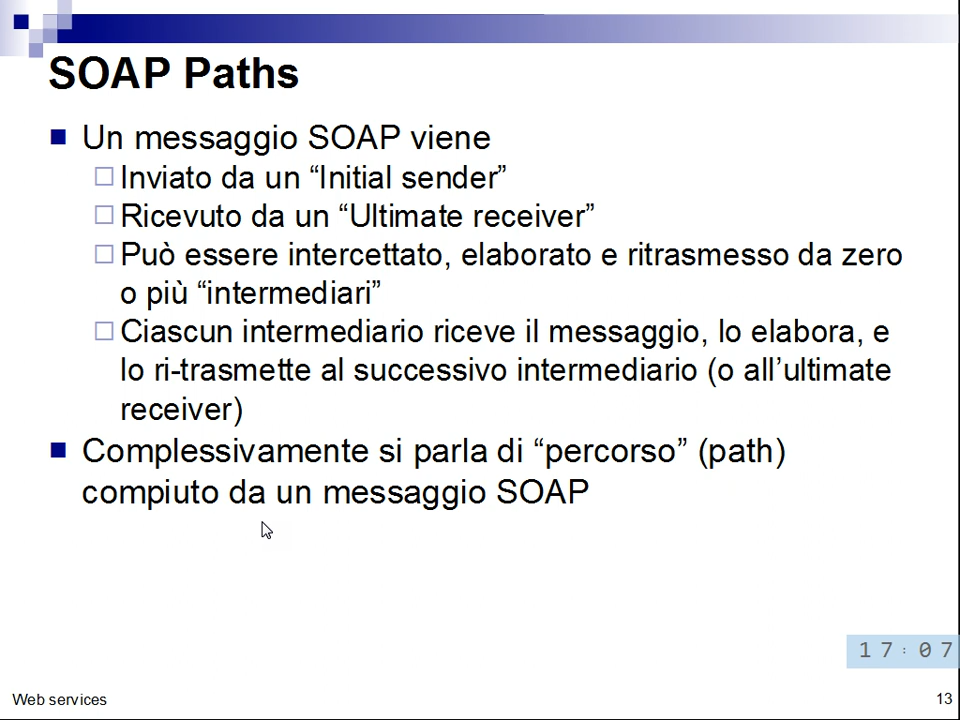 SOAP Paths
Un messaggio SOAP viene
Inviato da un “Initial sender”
Ricevuto da un “Ultimate receiver”
Può essere intercettato, elaborato e ritrasmesso da zero
o più “intermediari”
Ciascun intermediario riceve il messaggio, lo elabora, e
lo ri-trasmette al successivo intermediario (o all’ultimate
receiver)
Complessivamente si parla di “percorso” (path)
compiuto da un messaggio SOAP
17:07
Web services
13